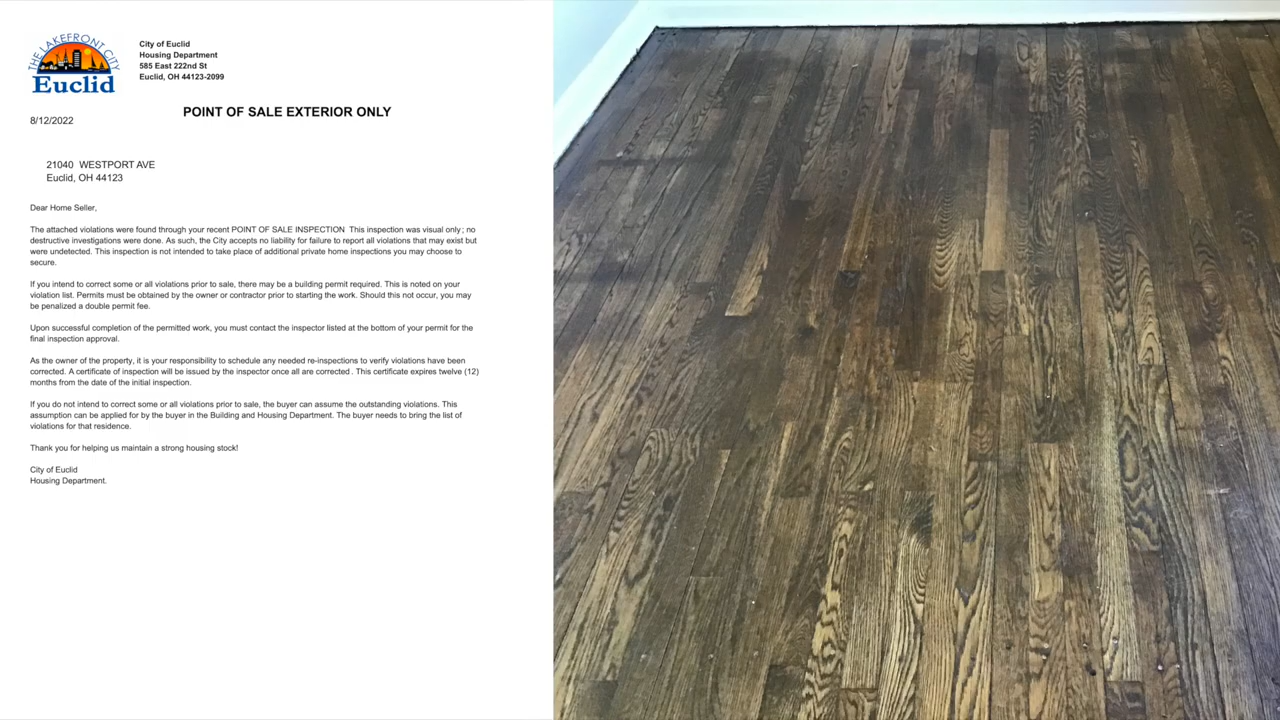 THE LAKEFRONT CITY
Euclid
City of Euclid
Housing Department
585 East 222nd St
Euclid, OH 44123-2099
POINT OF SALE EXTERIOR ONLY
8/12/2022
21040 WESTPORT AVE
Euclid, OH 44123
Dear Home Seller,
The attached violations were found through your recent POINT OF SALE INSPECTION This inspection was visual only; no
destructive investigations were done. As such, the City accepts no liability for failure to report all violations that may exist but
were undetected. This inspection is not intended to take place of additional private home inspections you may choose to
secure.
If you intend to correct some or all violations prior to sale, there may be a building permit required. This is noted on your
violation list. Permits must be obtained by the owner or contractor prior to starting the work. Should this not occur, you may
be penalized a double permit fee.
Upon successful completion of the permitted work, you must contact the inspector listed at the bottom of your permit for the
final inspection approval.
As the owner of the property, it is your responsibility to schedule any needed re-inspections to verify violations have been
corrected. A certificate of inspection will be issued by the inspector once all are corrected. This certificate expires twelve (12)
months from the date of the initial inspection.
If you do not intend to correct some or all violations prior to sale, the buyer can assume the outstanding violations. This
assumption can be applied for by the buyer in the Building and Housing Department. The buyer needs to bring the list of
violations for that residence.
Thank you for helping us maintain a strong housing stock!
City of Euclid
Housing Department.